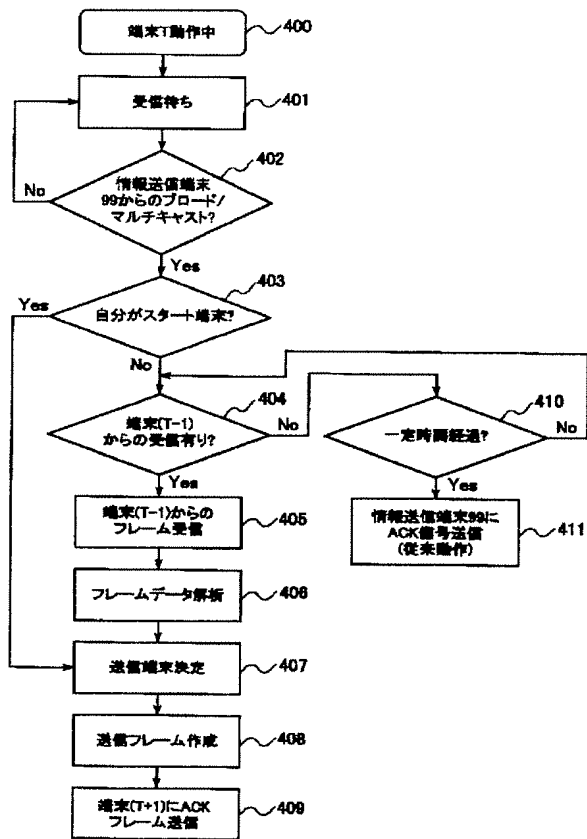 端末T動作中
400
受信待ち
401
402
情報送信端末
99からのブロード/
マルチキャスト?
No
Yes
403
Yes
自分がスタート端末?
No
404
410
端末(T-1)
からの受信有り?
No
一定時間経過?
No
Yes
Yes
端末(T-1)からの
フレーム受信
405
情報送信端末99に
ACK信号送信
(従来動作)
411
フレームデータ解析
406
送信端末決定
407
送信フレーム作成
408
端末(T+1)にACK
フレーム送信
409